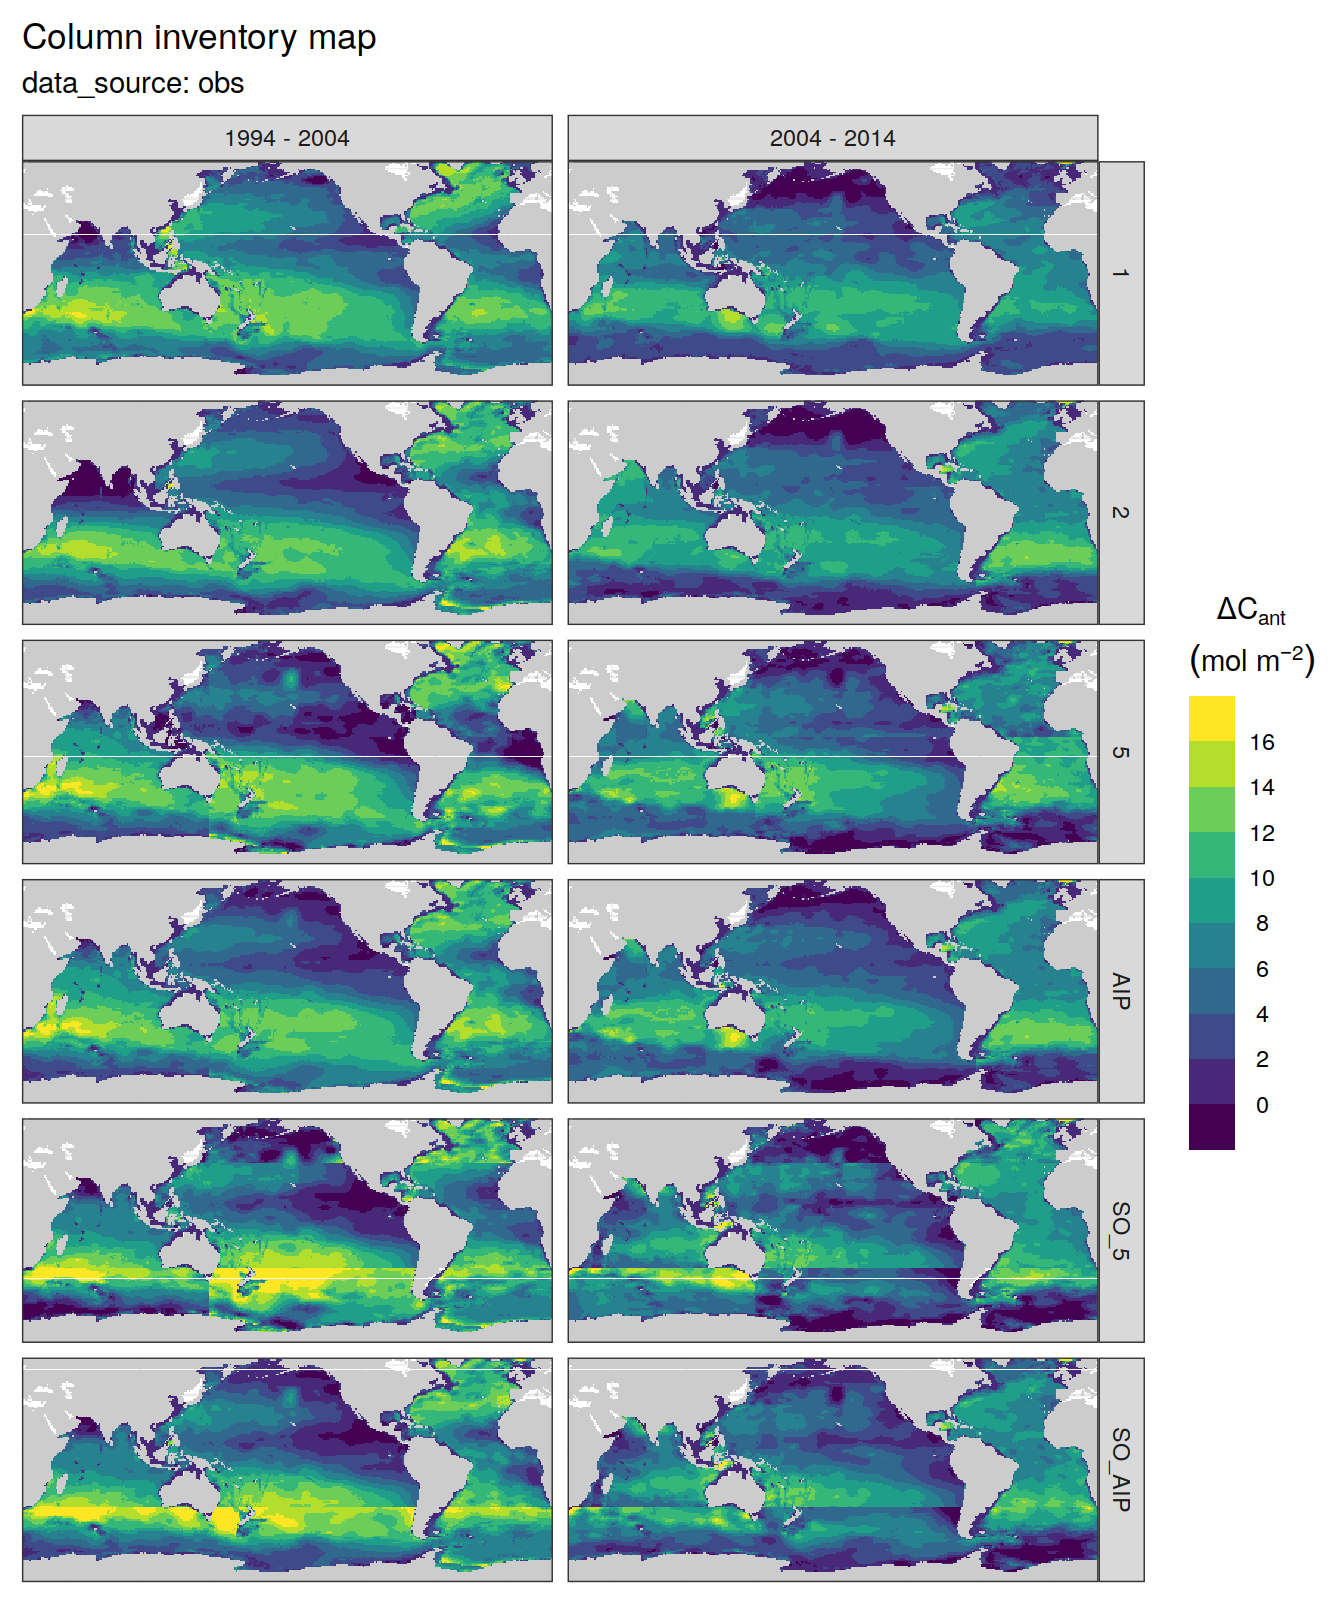 Column inventory map
data_source: obs
1994 - 2004
2004 - 2014
1
2
5
AIP
SO_5
SO_AIP
ΔCant
(mol m−2)
16
14
12
10
8
6
4
2
0